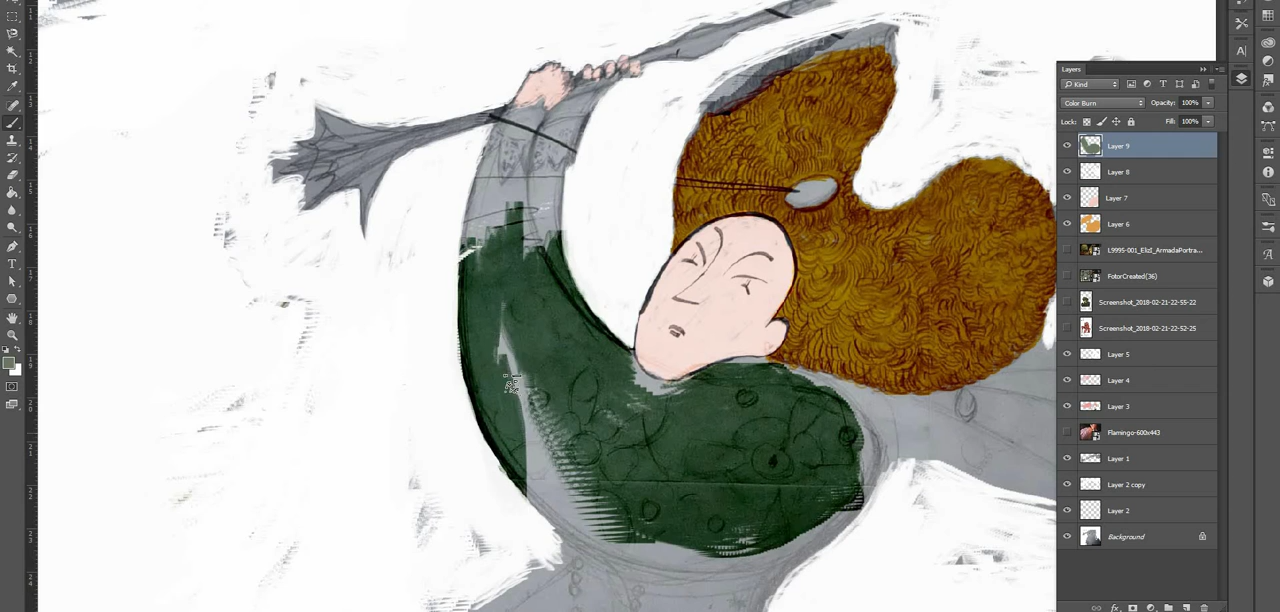 Layers
Kind
Color Burn
Opacity: 100%
Lock:
Fill: 100%
Layer 9
Layer 8
Layer 7
Layer 6
L9995-001_ElizI_ArmadaPortra...
FotorCreated(36)
Screenshot_2018-02-21-22-55-22
Screenshot_2018-02-21-22-52-25
Layer 5
Layer 4
Layer 3
Flamingo-600x443
Layer 1
Layer 2 copy
Layer 2
Background